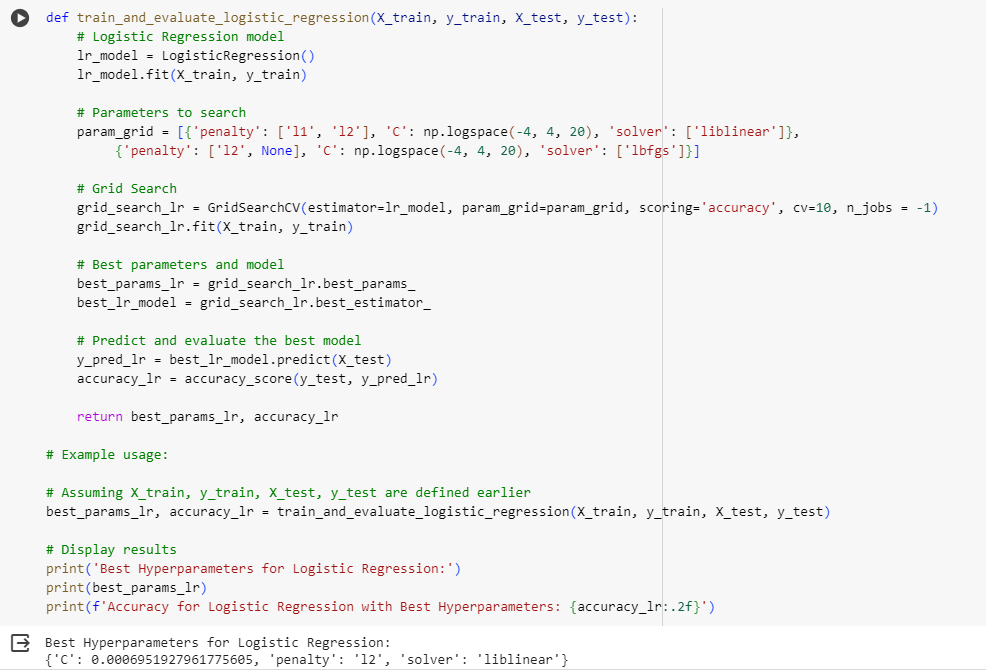 def train_and_evaluate_logistic_regression(X_train, y_train, X_test, y_test):
    # Logistic Regression model
    lr_model = LogisticRegression()
    lr_model.fit(X_train, y_train)

    # Parameters to search
    param_grid = [{'penalty': ['l1', 'l2'], 'C': np.logspace(-4, 4, 20), 'solver': ['liblinear']},
         {'penalty': ['l2', None], 'C': np.logspace(-4, 4, 20), 'solver': ['lbfgs']}]

    # Grid Search
    grid_search_lr = GridSearchCV(estimator=lr_model, param_grid=param_grid, scoring='accuracy', cv=10, n_jobs = -1)
    grid_search_lr.fit(X_train, y_train)

    # Best parameters and model
    best_params_lr = grid_search_lr.best_params_
    best_lr_model = grid_search_lr.best_estimator_

    # Predict and evaluate the best model
    y_pred_lr = best_lr_model.predict(X_test)
    accuracy_lr = accuracy_score(y_test, y_pred_lr)

    return best_params_lr, accuracy_lr

# Example usage:

# Assuming X_train, y_train, X_test, y_test are defined earlier
best_params_lr, accuracy_lr = train_and_evaluate_logistic_regression(X_train, y_train, X_test, y_test)

# Display results
print('Best Hyperparameters for Logistic Regression:')
print(best_params_lr)
print(f'Accuracy for Logistic Regression with Best Hyperparameters: {accuracy_lr:.2f}')
Best Hyperparameters for Logistic Regression:
{'C': 0.0006951927961775605, 'penalty': 'l2', 'solver': 'liblinear'}